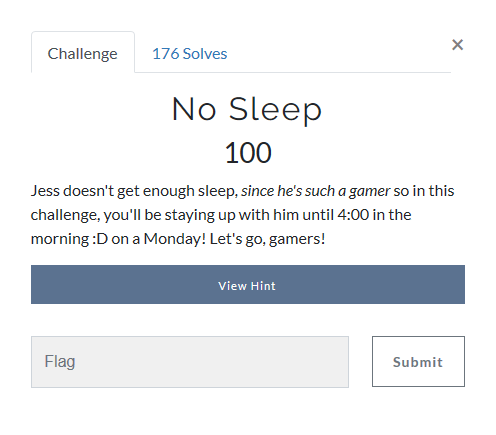 Challenge
176 Solves
×
No Sleep
100
Jess doesn't get enough sleep, since he's such a gamer so in this
challenge, you'll be staying up with him until 4:00 in the
morning :D on a Monday! Let's go, gamers!
View Hint
Flag
Submit